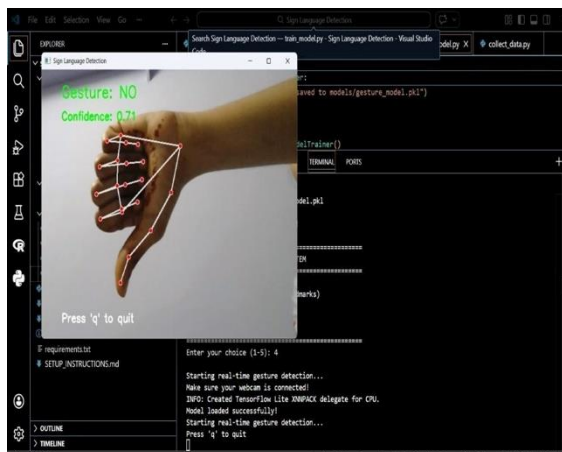 File Edit Selection View Go
Sign Language Detection
EXPLORER
Search Sign Language Detection — train_model.py - Sign Language Detection - Visual Studio
Code
odel.py
collect_data.py
Sign Language Detection
Gesture: NO
Confidence: 0.71
Press 'q' to quit
saved to models/gesture_model.pkl")
delTrainer()
TERMINAL PORTS
odel.pkl
TEM
dmarks)
requirements.txt
SETUP_INSTRUCTIONS.md
OUTLINE
TIMELINE
Enter your choice (1-5): 4
Starting real-time gesture detection...
Make sure your webcam is connected!
INFO: Created TensorFlow Lite XNNPACK delegate for CPU.
Model loaded successfully!
Starting real-time gesture detection...
Press 'q' to quit